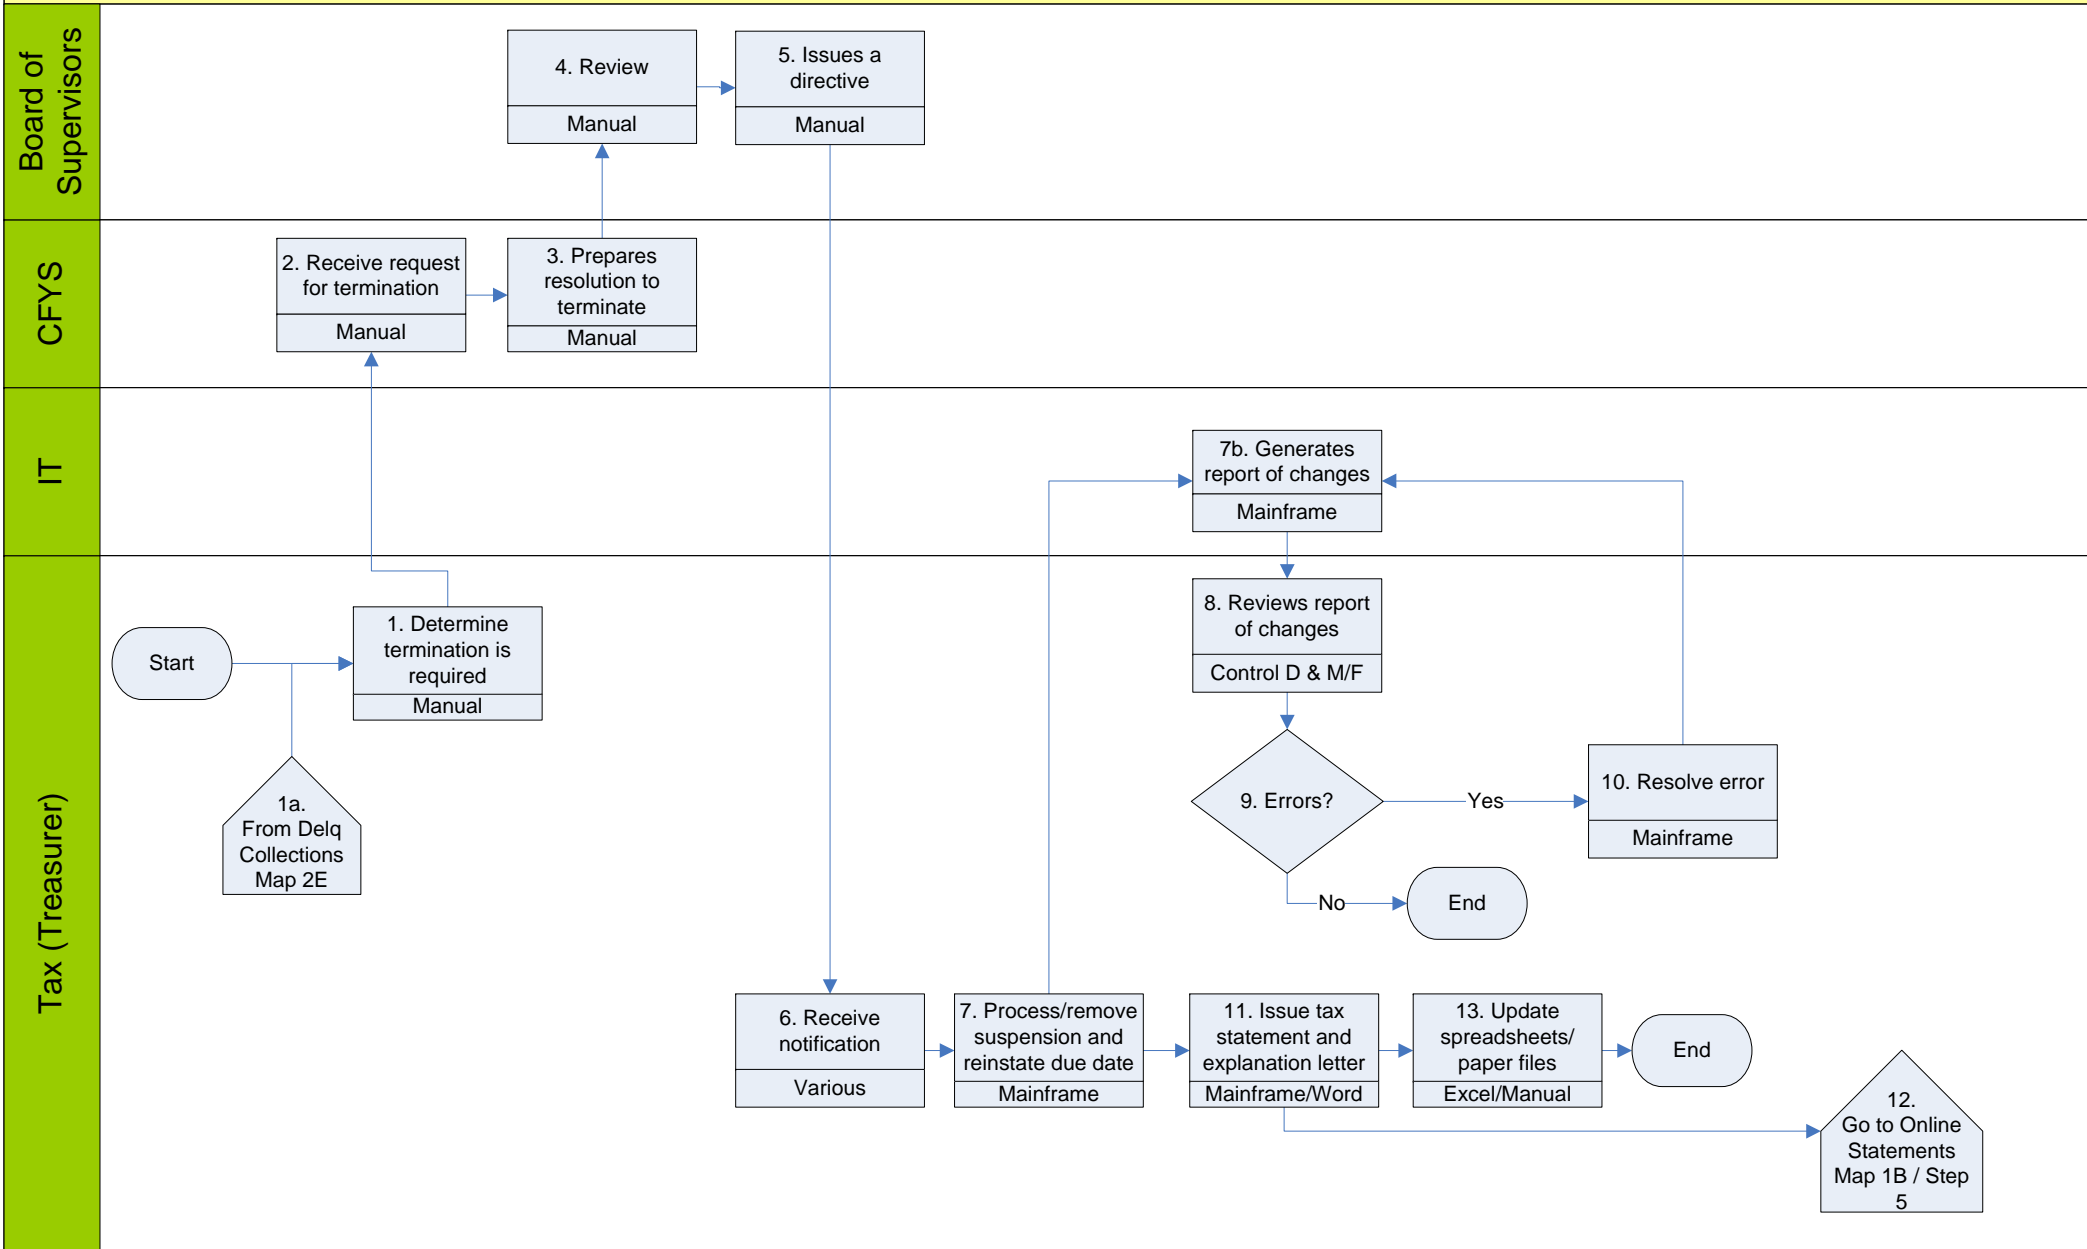 Board of
Supervisors
4. Review
Manual
5. Issues a
directive
Manual
CFYS
2. Receive request
for termination
Manual
3. Prepares
resolution to
terminate
Manual
IT
7b. Generates
report of changes
Mainframe
Tax (Treasurer)
Start
1. Determine
termination is
required
Manual
1a.
From Delq
Collections
Map 2E
8. Reviews report
of changes
Control D & M/F
9. Errors?
Yes
10. Resolve error
Mainframe
No
End
6. Receive
notification
Various
7. Process/remove
suspension and
reinstate due date
Mainframe
11. Issue tax
statement and
explanation letter
Mainframe/Word
13. Update
spreadsheets/
paper files
Excel/Manual
End
12.
Go to Online
Statements
Map 1B / Step
5